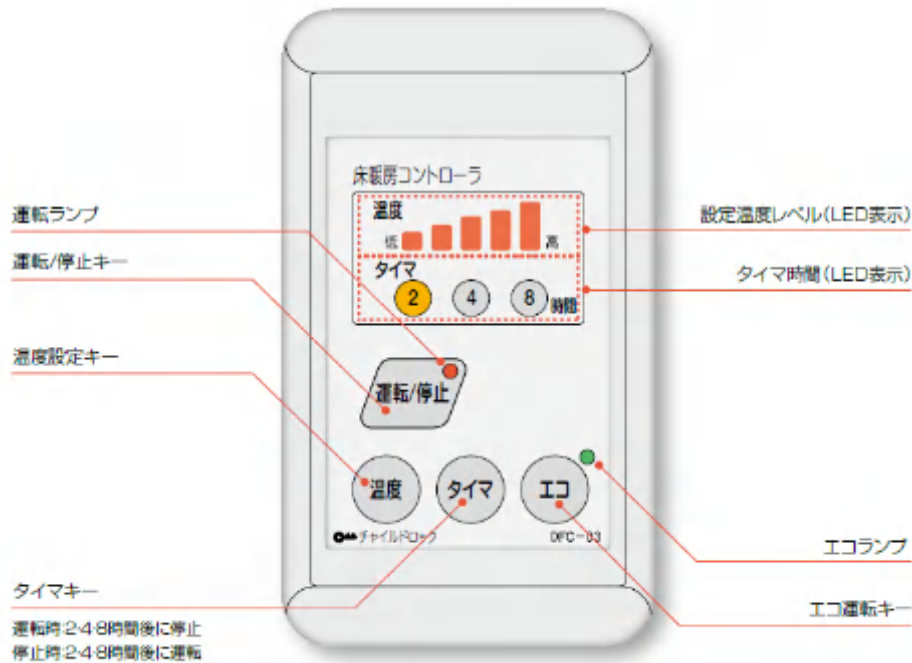 床暖房コントローラ
温度
低 高
タイマ
2 4 8 時間
運転/停止
温度 タイマ エコ
チャイルドロック DFC-03
運転ランプ
運転/停止キー
温度設定キー
タイマキー
運転時:2・4・8時間後に停止
停止時:2・4・8時間後に運転
設定温度レベル(LED表示)
タイマ時間(LED表示)
エコランプ
エコ運転キー